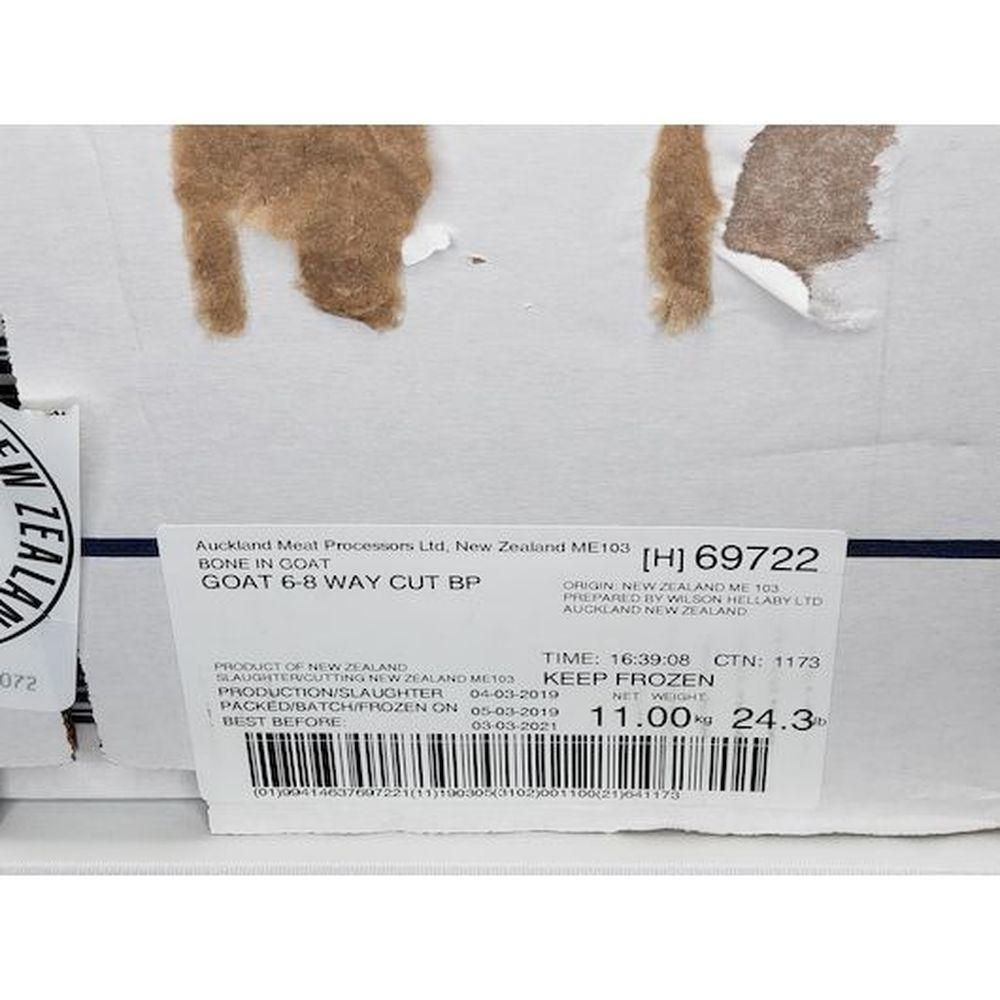 EW ZEALAN
072
Auckland Meat Processors Ltd, New Zealand ME103
[H] 69722
BONE IN GOAT
GOAT 6-8 WAY CUT BP
ORIGIN: NEW ZEALAND ME 103
PREPARED BY WILSON HELLABY LTD
AUCKLAND NEW ZEALAND
TIME: 16:39:08 CTN: 1173
PRODUCT OF NEW ZEALAND
SLAUGHTER/CUTTING NEW ZEALAND ME103
KEEP FROZEN
PRODUCTION/SLAUGHTER 04-03-2019
PACKED/BATCH/FROZEN ON 05-03-2019
BEST BEFORE: 03-03-2021
NET WEIGHT
11.00kg 24.3lb
(01)99414637697221(11)190305(3102)001100(21)641173